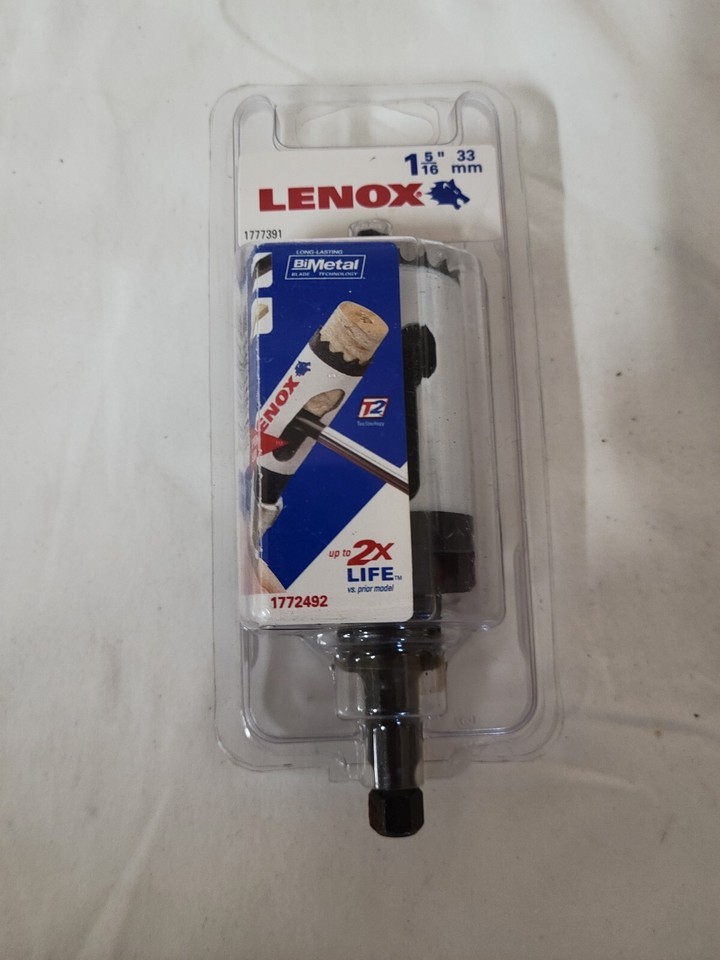 1 5/16" 33 mm
LENOX®
1777391
LONG-LASTING
BiMetal
BLADE TECHNOLOGY
LENOX
T2
Technology
up to 2X
LIFE™
vs. prior model
1772492